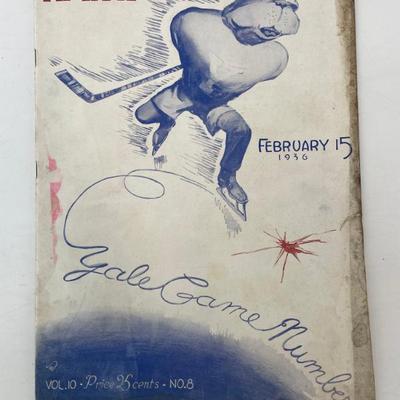 FEBRUARY 15
1936
Yale Game Number
VOL. 10 - Price 25 cents - NO. 8